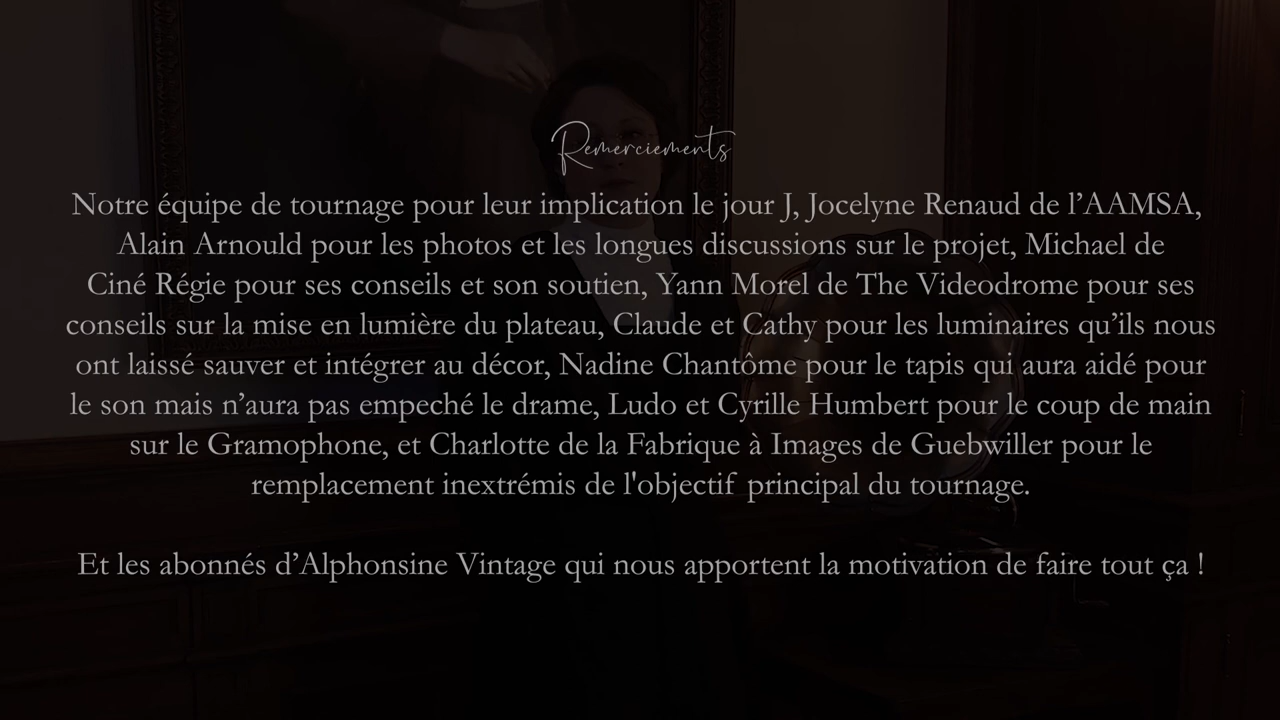 Remerciements
Notre équipe de tournage pour leur implication le jour J, Jocelyne Renaud de l’AAMSA,
Alain Arnould pour les photos et les longues discussions sur le projet, Michael de
Ciné Régie pour ses conseils et son soutien, Yann Morel de The Videodrome pour ses
conseils sur la mise en lumière du plateau, Claude et Cathy pour les luminaires qu’ils nous
ont laissé sauver et intégrer au décor, Nadine Chantôme pour le tapis qui aura aidé pour
le son mais n’aura pas empeché le drame, Ludo et Cyrille Humbert pour le coup de main
sur le Gramophone, et Charlotte de la Fabrique à Images de Guebwiller pour le
remplacement inextrémis de l'objectif principal du tournage.
Et les abonnés d’Alphonsine Vintage qui nous apportent la motivation de faire tout ça !